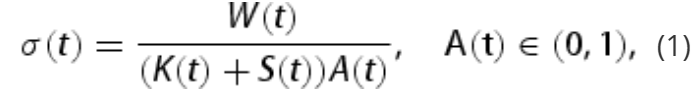 σ(t) = W(t) / (K(t) + S(t))A(t), A(t) ∈ (0, 1), (1)